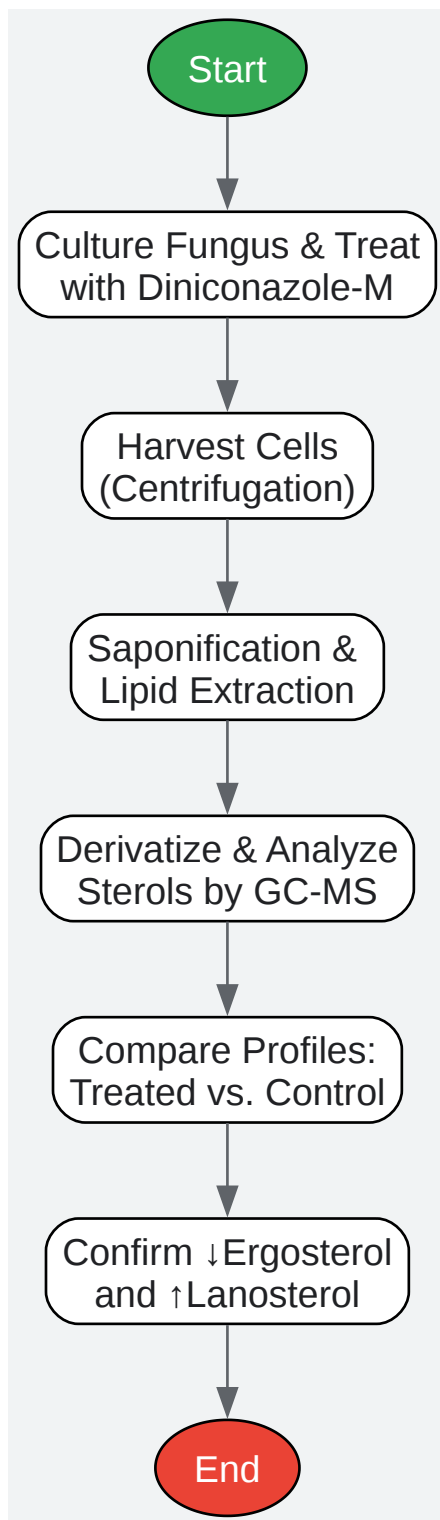 Start
Culture Fungus & Treat
with Diniconazole-M
Harvest Cells
(Centrifugation)
Saponification &
Lipid Extraction
Derivatize & Analyze
Sterols by GC-MS
Compare Profiles:
Treated vs. Control
Confirm ↓Ergosterol
and ↑Lanosterol
End